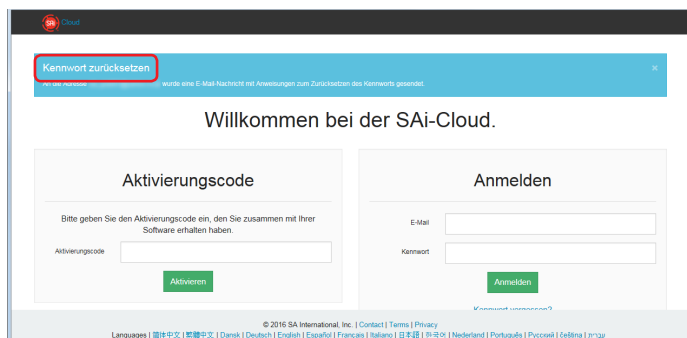 SAi Cloud
Kennwort zurücksetzen ×
An die Adresse wurde eine E-Mail-Nachricht mit Anweisungen zum Zurücksetzen des Kennworts gesendet.
Willkommen bei der SAi-Cloud.
Aktivierungscode
Bitte geben Sie den Aktivierungscode ein, den Sie zusammen mit Ihrer
Software erhalten haben.
Aktivierungscode
Aktivieren
Anmelden
E-Mail
Kennwort
Anmelden
Kennwort vergessen?
© 2016 SA International, Inc. | Contact | Terms | Privacy
Languages | 简体中文 | 繁體中文 | Dansk | Deutsch | English | Español | Français | Italiano | 日本語 | 한국어 | Nederland | Português | Русский | čeština | עברית